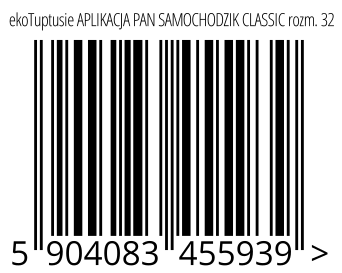 ekoTuptusie APLIKACJA PAN SAMOCHODZIK CLASSIC rozm. 32
5 904083 455939 >